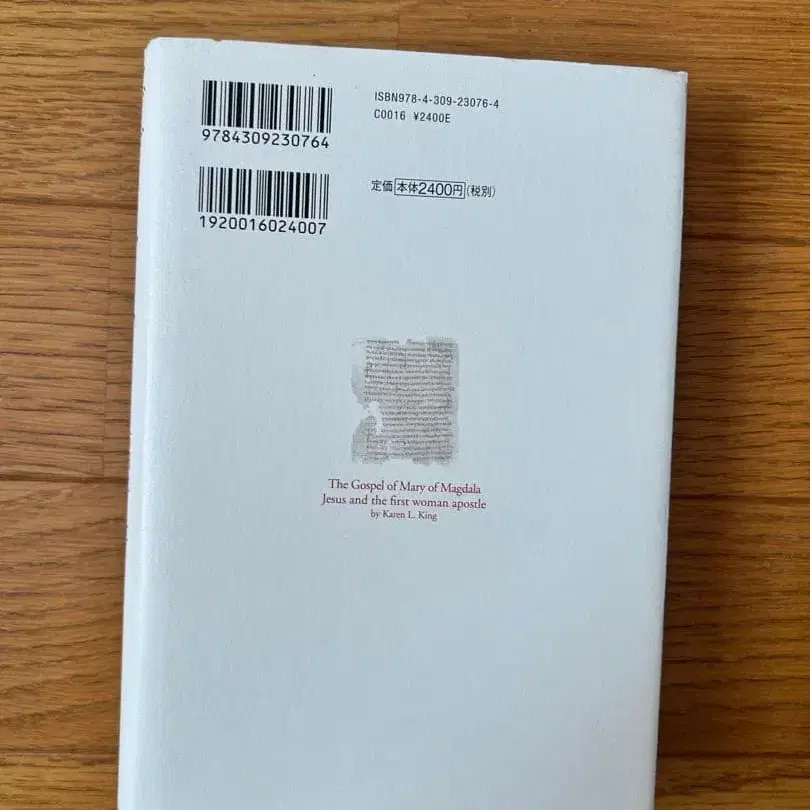 ISBN978-4-309-23076-4
C0016 ¥2400E
9784309230764
定価 本体2400円(税別)
1920016024007
The Gospel of Mary of Magdala
Jesus and the first woman apostle
by Karen L. King